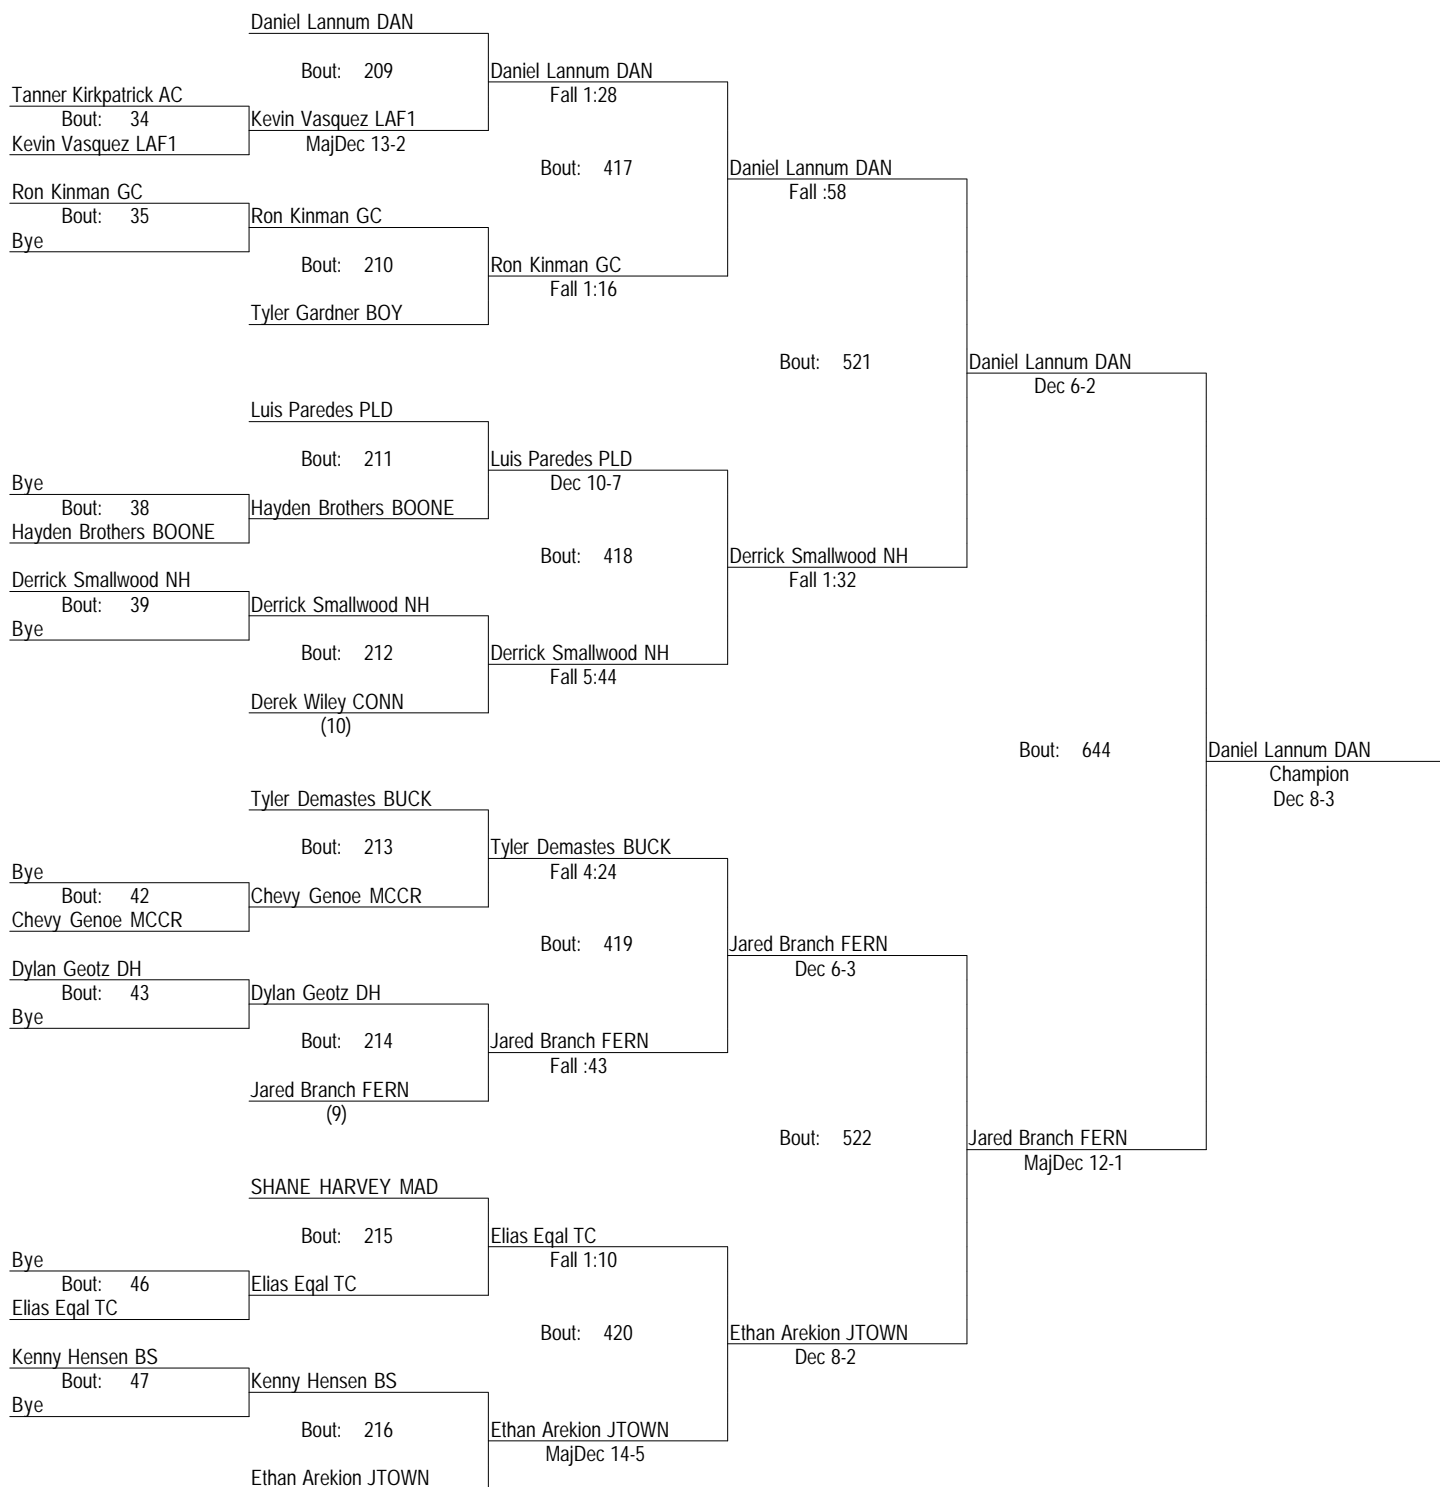 Daniel Lannum DAN
Bout: 209
Daniel Lannum DAN
Fall 1:28
Tanner Kirkpatrick AC
Bout: 34
Kevin Vasquez LAF1
Kevin Vasquez LAF1
MajDec 13-2
Bout: 417
Daniel Lannum DAN
Fall :58
Ron Kinman GC
Bout: 35
Bye
Ron Kinman GC
Bout: 210
Ron Kinman GC
Fall 1:16
Tyler Gardner BOY
Bout: 521
Daniel Lannum DAN
Dec 6-2
Luis Paredes PLD
Bout: 211
Luis Paredes PLD
Dec 10-7
Bye
Bout: 38
Hayden Brothers BOONE
Hayden Brothers BOONE
Bout: 418
Derrick Smallwood NH
Fall 1:32
Derrick Smallwood NH
Bout: 39
Bye
Derrick Smallwood NH
Bout: 212
Derrick Smallwood NH
Fall 5:44
Derek Wiley CONN
(10)
Bout: 644
Daniel Lannum DAN
Champion
Dec 8-3
Tyler Demastes BUCK
Bout: 213
Tyler Demastes BUCK
Fall 4:24
Bye
Bout: 42
Chevy Genoe MCCR
Chevy Genoe MCCR
Bout: 419
Jared Branch FERN
Dec 6-3
Dylan Geotz DH
Bout: 43
Bye
Dylan Geotz DH
Bout: 214
Jared Branch FERN
Fall :43
Jared Branch FERN
(9)
Bout: 522
Jared Branch FERN
MajDec 12-1
SHANE HARVEY MAD
Bout: 215
Elias Eqal TC
Fall 1:10
Bye
Bout: 46
Elias Eqal TC
Elias Eqal TC
Bout: 420
Ethan Arekion JTOWN
Dec 8-2
Kenny Hensen BS
Bout: 47
Bye
Kenny Hensen BS
Bout: 216
Ethan Arekion JTOWN
MajDec 14-5
Ethan Arekion JTOWN